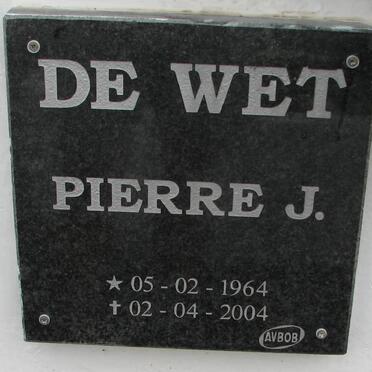 DE WET
PIERRE J.
★ 05 - 02 - 1964
✝ 02 - 04 - 2004
AVBOB